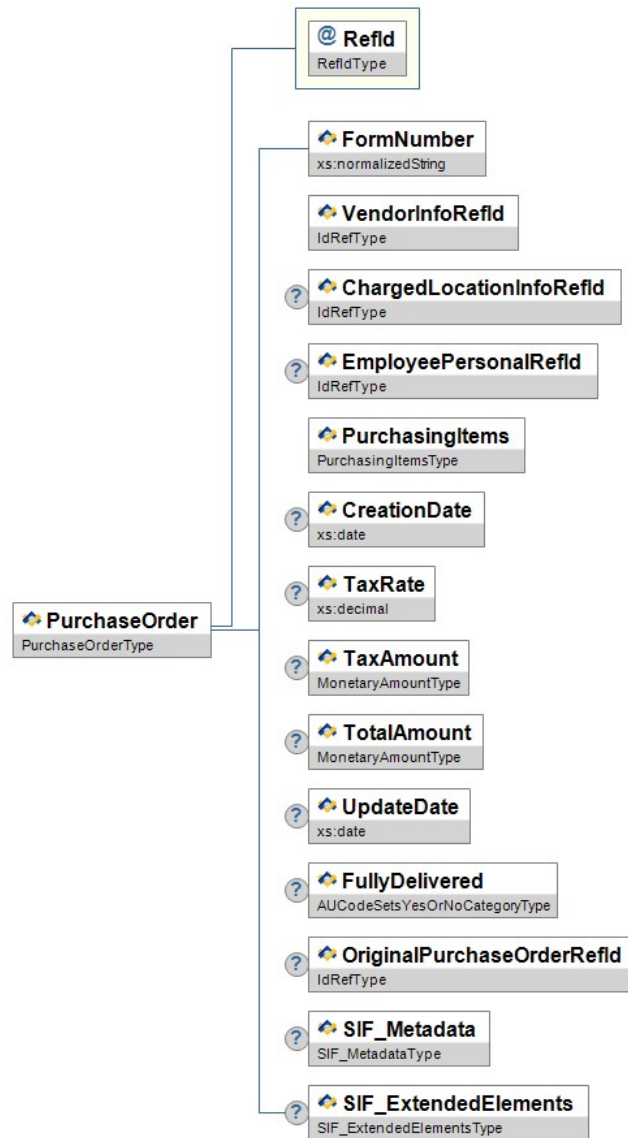 @ RefId
RefIdType
FormNumber
xs:normalizedString
VendorInfoRefId
IdRefType
? ChargedLocationInfoRefId
IdRefType
? EmployeePersonalRefId
IdRefType
PurchasingItems
PurchasingItemsType
? CreationDate
xs:date
? TaxRate
xs:decimal
PurchaseOrder
PurchaseOrderType
? TaxAmount
MonetaryAmountType
? TotalAmount
MonetaryAmountType
? UpdateDate
xs:date
? FullyDelivered
AUCodeSetsYesOrNoCategoryType
? OriginalPurchaseOrderRefId
IdRefType
? SIF_Metadata
SIF_MetadataType
? SIF_ExtendedElements
SIF_ExtendedElementsType